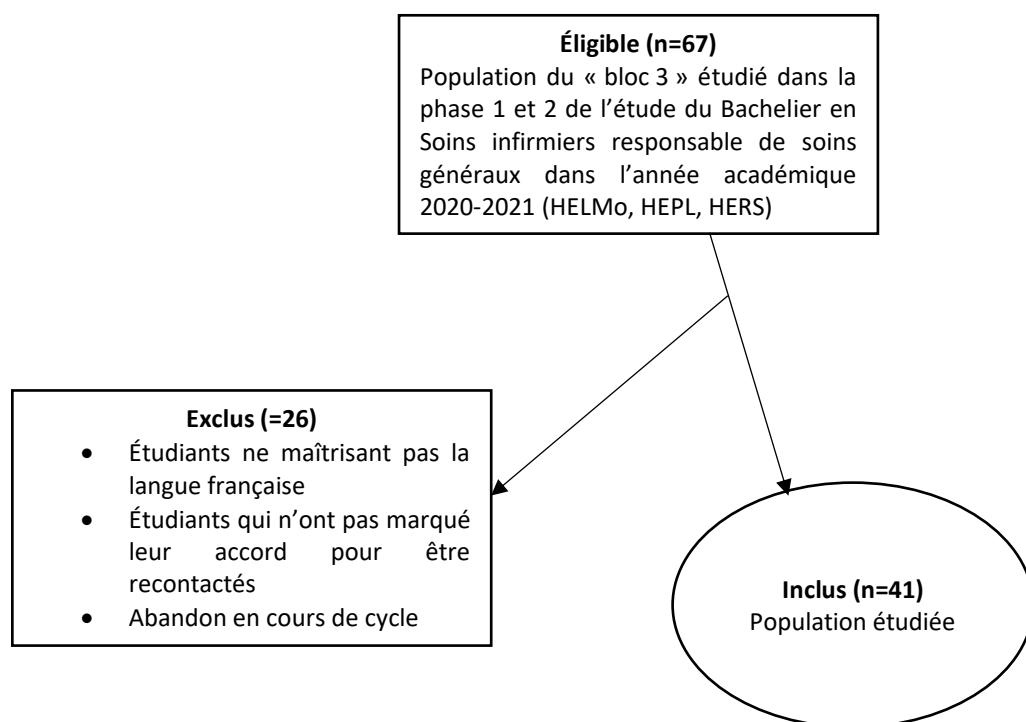 Éligible (n=67)
Population du « bloc 3 » étudié dans la
phase 1 et 2 de l’étude du Bachelier en
Soins infirmiers responsable de soins
généraux dans l’année académique
2020-2021 (HELMo, HEPL, HERS)
Exclus (=26)
• Étudiants ne maîtrisant pas la
langue française
• Étudiants qui n’ont pas marqué
leur accord pour être
recontactés
• Abandon en cours de cycle
Inclus (n=41)
Population étudiée